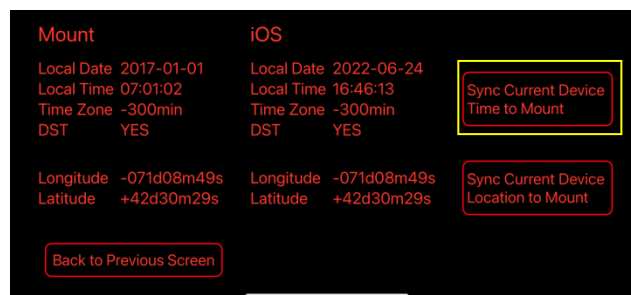 Mount iOS
Local Date 2017-01-01 Local Date 2022-06-24
Local Time 07:01:02 Local Time 16:46:13 Sync Current Device
Time Zone -300min Time Zone -300min Time to Mount
DST YES DST YES
Longitude -071d08m49s Longitude -071d08m49s Sync Current Device
Latitude +42d30m29s Latitude +42d30m29s Location to Mount
Back to Previous Screen